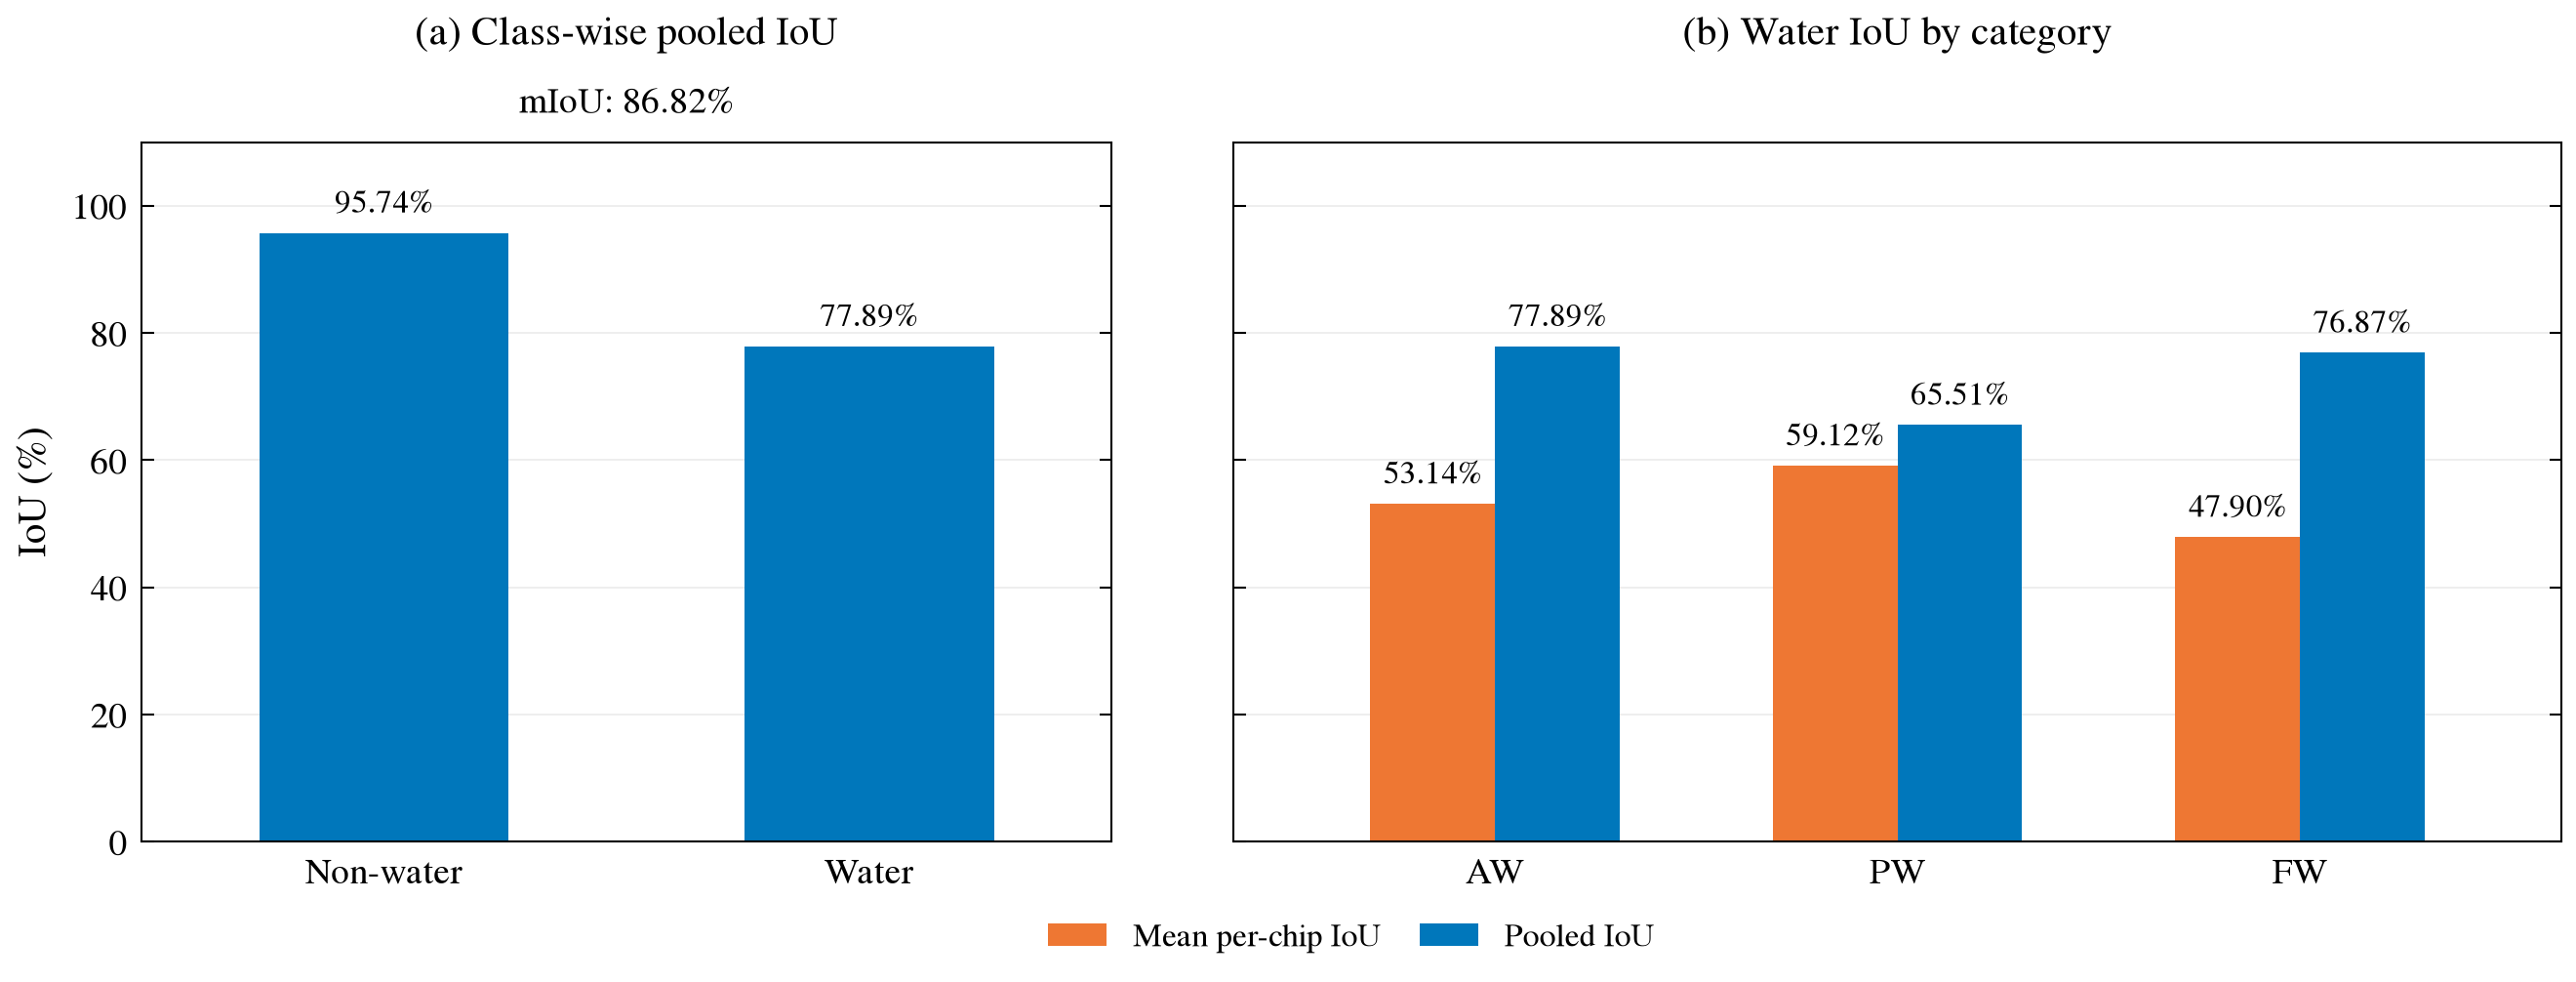 (a) Class-wise pooled IoU
mIoU: 86.82%
IoU (%)
100
80
60
40
20
0
95.74%
77.89%
Non-water
Water
(b) Water IoU by category
53.14%
77.89%
59.12%
65.51%
47.90%
76.87%
AW
PW
FW
Mean per-chip IoU
Pooled IoU